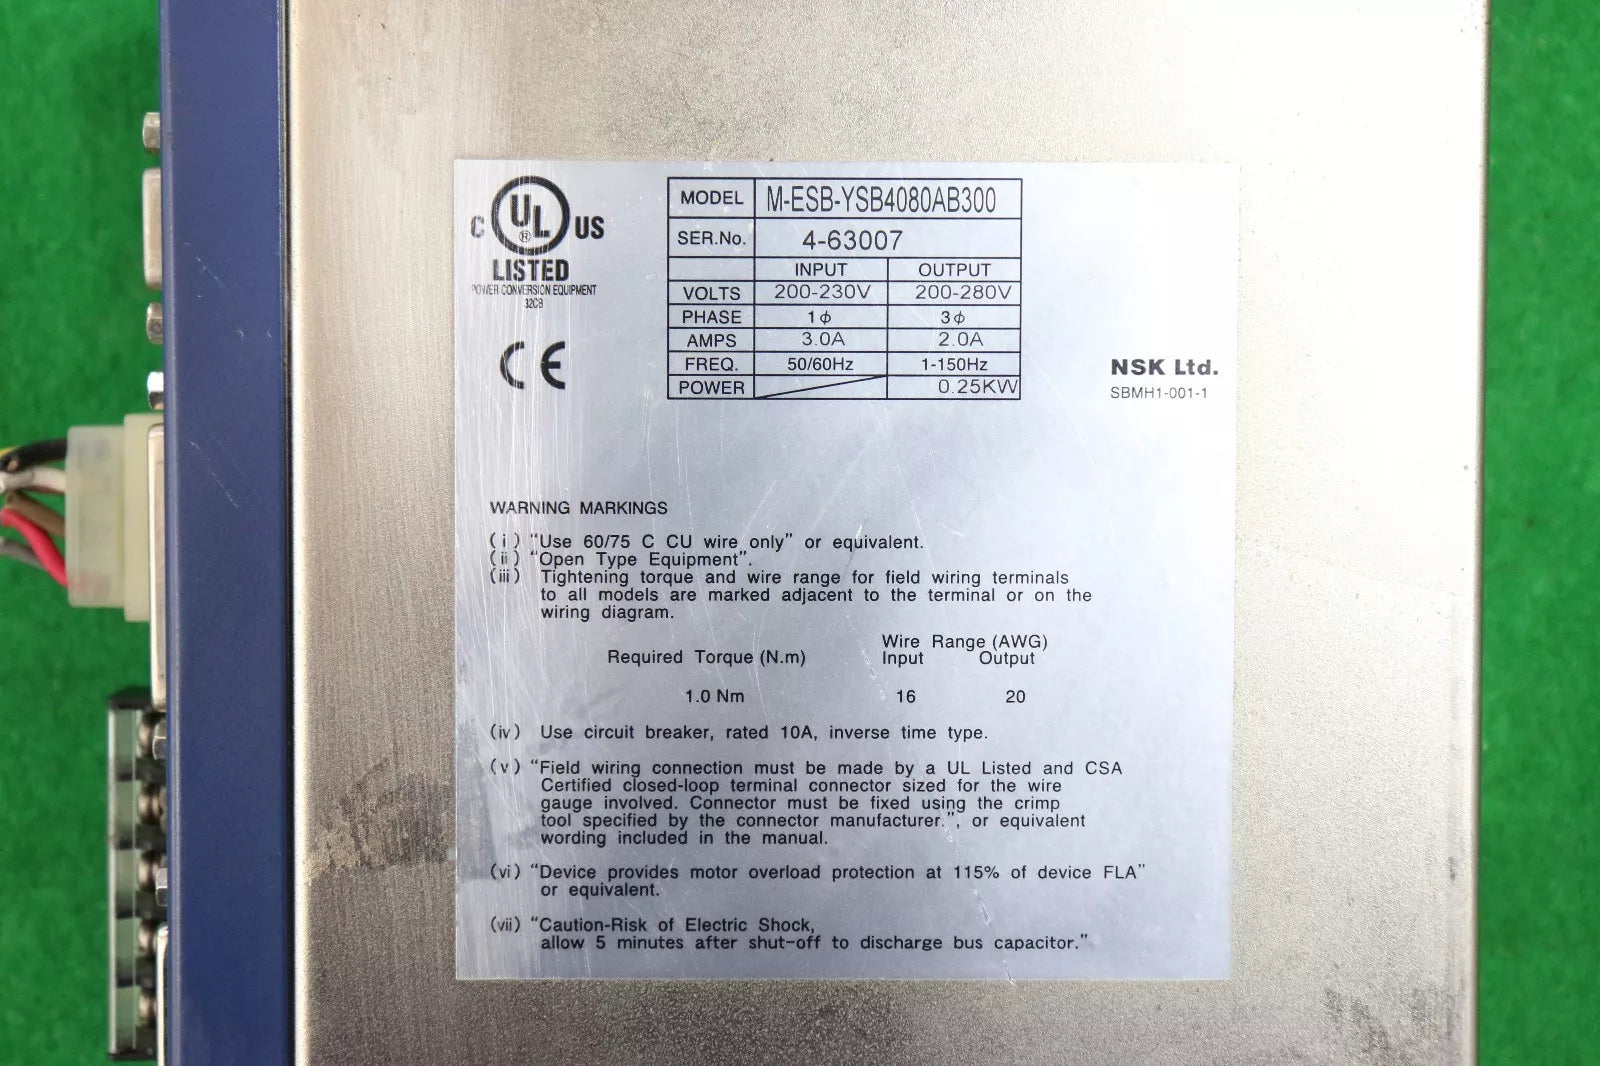 C UL ® US
LISTED
POWER CONVERSION EQUIPMENT
32CB
CE
MODEL M-ESB-YSB4080AB300
SER.No. 4-63007
INPUT OUTPUT
VOLTS 200-230V 200-280V
PHASE 1ϕ 3ϕ
AMPS 3.0A 2.0A
FREQ. 50/60Hz 1-150Hz
POWER 0.25KW
NSK Ltd.
SBMH1-001-1
WARNING MARKINGS
(i) "Use 60/75 C CU wire only" or equivalent.
(ii) "Open Type Equipment".
(iii) Tightening torque and wire range for field wiring terminals
to all models are marked adjacent to the terminal or on the
wiring diagram.
Wire Range (AWG)
Required Torque (N.m) Input Output
1.0 Nm 16 20
(iv) Use circuit breaker, rated 10A, inverse time type.
(v) "Field wiring connection must be made by a UL Listed and CSA
Certified closed-loop terminal connector sized for the wire
gauge involved. Connector must be fixed using the crimp
tool specified by the connector manufacturer.", or equivalent
wording included in the manual.
(vi) "Device provides motor overload protection at 115% of device FLA"
or equivalent.
(vii) "Caution-Risk of Electric Shock,
allow 5 minutes after shut-off to discharge bus capacitor."